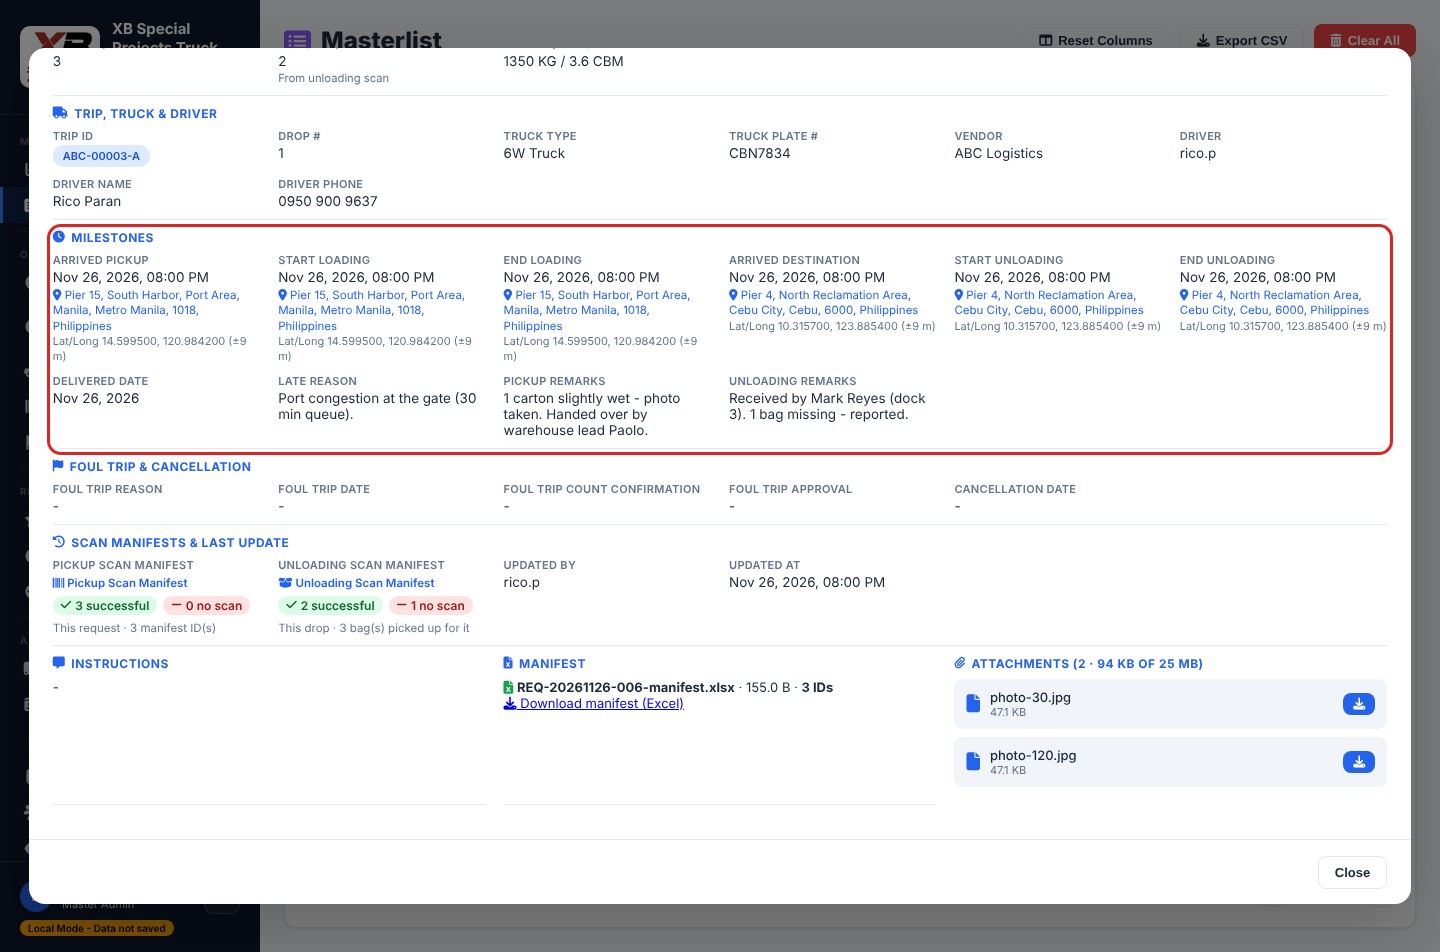 XB Special
Projects Truck
Masterlist
Reset Columns
Export CSV
Clear All
3
2
1350 KG / 3.6 CBM
From unloading scan
TRIP, TRUCK & DRIVER
TRIP ID
DROP #
TRUCK TYPE
TRUCK PLATE #
VENDOR
DRIVER
ABC-00003-A
1
6W Truck
CBN7834
ABC Logistics
rico.p
DRIVER NAME
DRIVER PHONE
Rico Paran
0950 900 9637
MILESTONES
ARRIVED PICKUP
Nov 26, 2026, 08:00 PM
Pier 15, South Harbor, Port Area,
Manila, Metro Manila, 1018,
Philippines
Lat/Long 14.599500, 120.984200 (±9
m)
START LOADING
Nov 26, 2026, 08:00 PM
Pier 15, South Harbor, Port Area,
Manila, Metro Manila, 1018,
Philippines
Lat/Long 14.599500, 120.984200 (±9
m)
END LOADING
Nov 26, 2026, 08:00 PM
Pier 15, South Harbor, Port Area,
Manila, Metro Manila, 1018,
Philippines
Lat/Long 14.599500, 120.984200 (±9
m)
ARRIVED DESTINATION
Nov 26, 2026, 08:00 PM
Pier 4, North Reclamation Area,
Cebu City, Cebu, 6000, Philippines
Lat/Long 10.315700, 123.885400 (±9 m)
START UNLOADING
Nov 26, 2026, 08:00 PM
Pier 4, North Reclamation Area,
Cebu City, Cebu, 6000, Philippines
Lat/Long 10.315700, 123.885400 (±9 m)
END UNLOADING
Nov 26, 2026, 08:00 PM
Pier 4, North Reclamation Area,
Cebu City, Cebu, 6000, Philippines
Lat/Long 10.315700, 123.885400 (±9 m)
DELIVERED DATE
Nov 26, 2026
LATE REASON
Port congestion at the gate (30
min queue).
PICKUP REMARKS
1 carton slightly wet - photo
taken. Handed over by
warehouse lead Paolo.
UNLOADING REMARKS
Received by Mark Reyes (dock
3). 1 bag missing - reported.
FOUL TRIP & CANCELLATION
FOUL TRIP REASON
-
FOUL TRIP DATE
-
FOUL TRIP COUNT CONFIRMATION
-
FOUL TRIP APPROVAL
-
CANCELLATION DATE
-
SCAN MANIFESTS & LAST UPDATE
PICKUP SCAN MANIFEST
Pickup Scan Manifest
3 successful
0 no scan
This request · 3 manifest ID(s)
UNLOADING SCAN MANIFEST
Unloading Scan Manifest
2 successful
1 no scan
This drop · 3 bag(s) picked up for it
UPDATED BY
rico.p
UPDATED AT
Nov 26, 2026, 08:00 PM
INSTRUCTIONS
-
MANIFEST
REQ-20261126-006-manifest.xlsx · 155.0 B · 3 IDs
Download manifest (Excel)
ATTACHMENTS (2 · 94 KB OF 25 MB)
photo-30.jpg
47.1 KB
photo-120.jpg
47.1 KB
Close
Master Admin
Local Mode - Data not saved